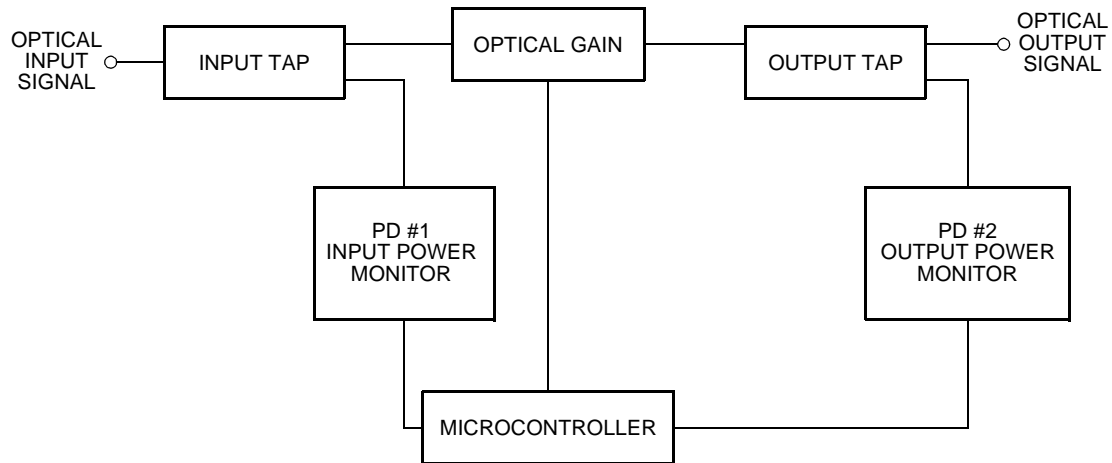 OPTICAL
INPUT
SIGNAL
INPUT TAP
OPTICAL GAIN
OUTPUT TAP
OPTICAL
OUTPUT
SIGNAL
PD #1
INPUT POWER
MONITOR
PD #2
OUTPUT POWER
MONITOR
MICROCONTROLLER